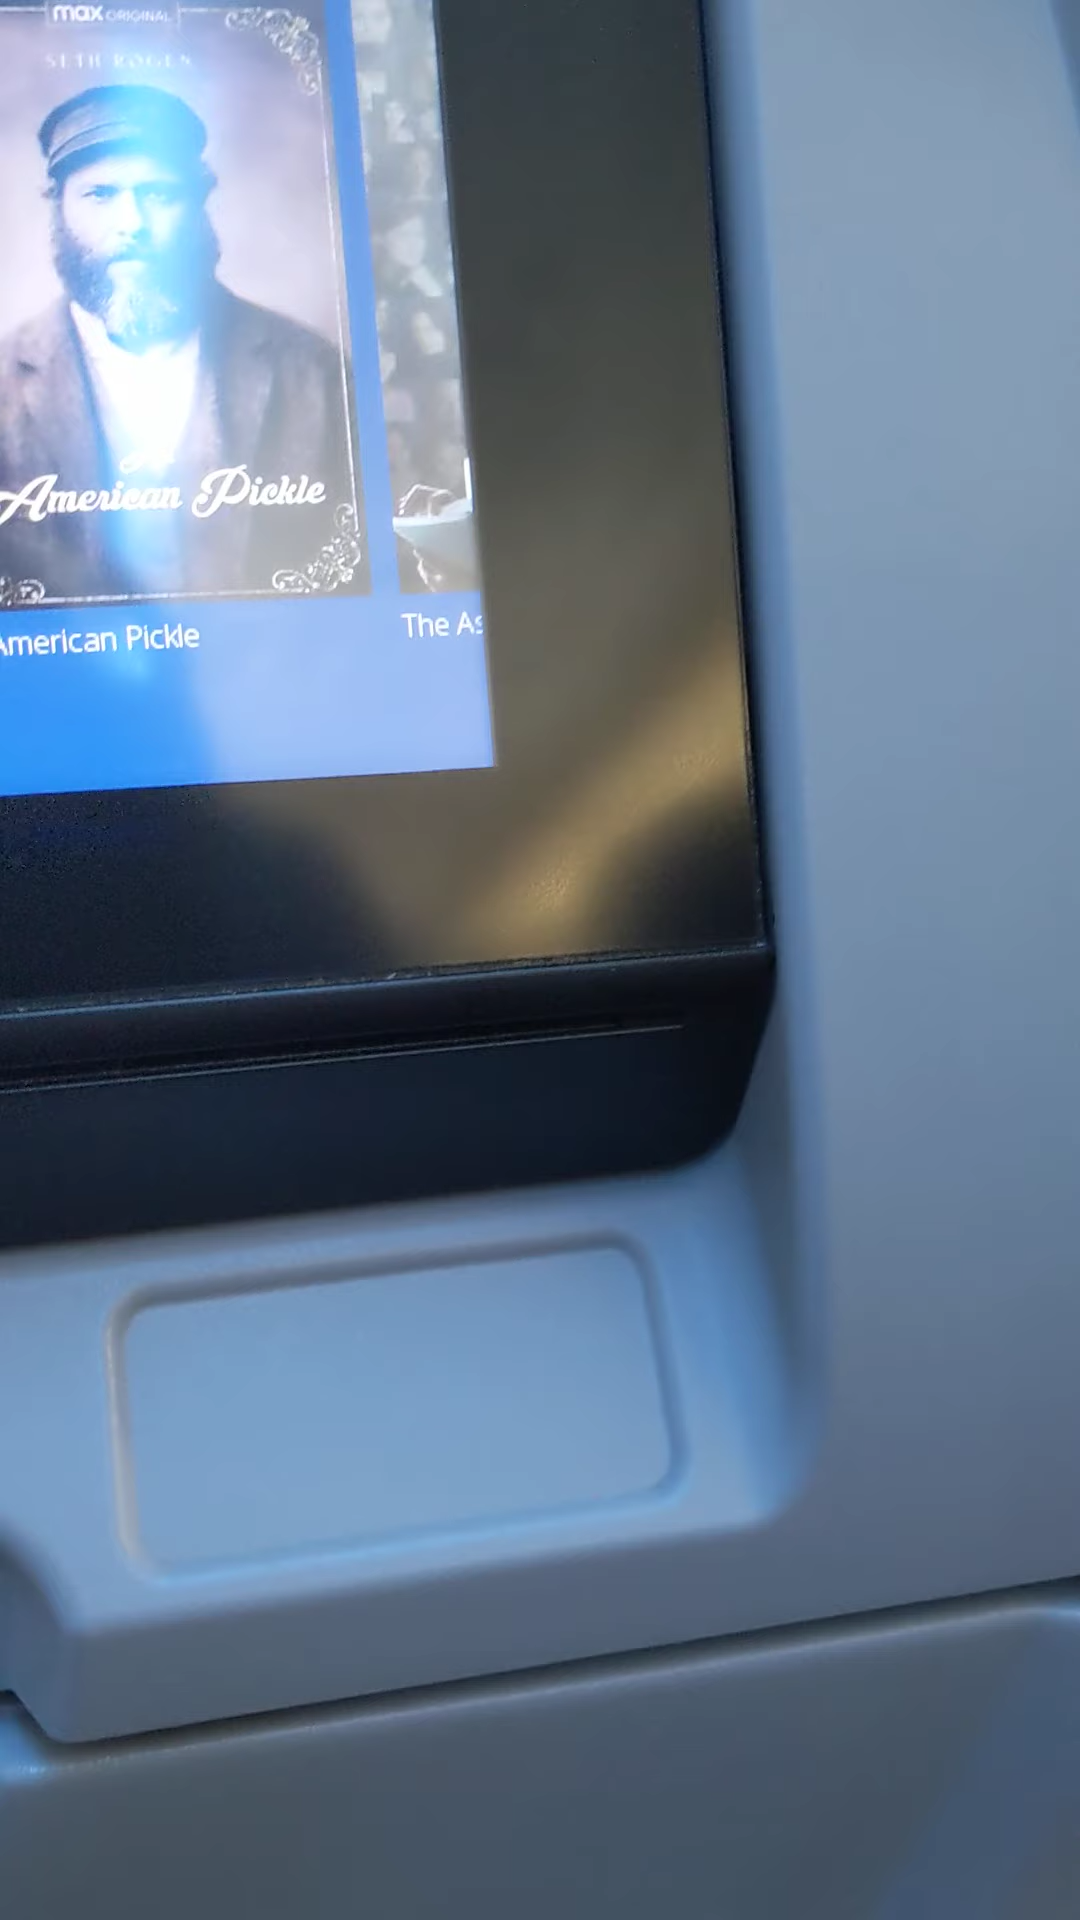 max ORIGINAL
SETH ROGEN
An
American Pickle
American Pickle
The As